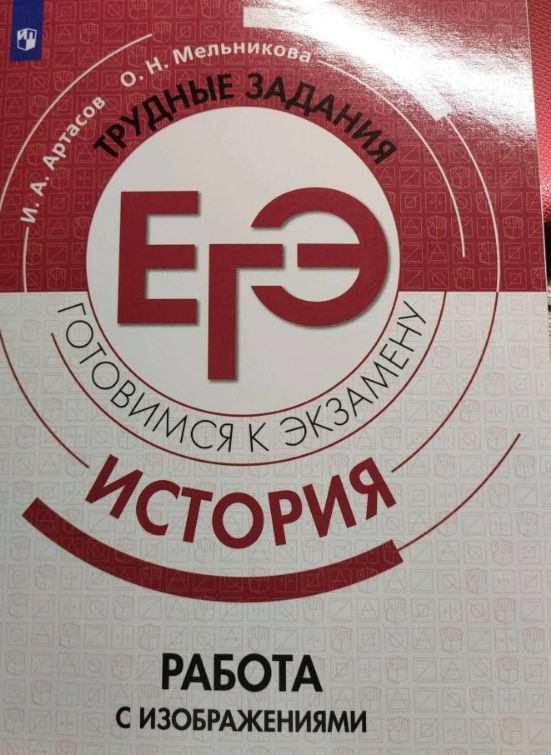 И. А. Артасов О. Н. Мельникова
ТРУДНЫЕ ЗАДАНИЯ
ЕГЭ
ГОТОВИМСЯ К ЭКЗАМЕНУ
ИСТОРИЯ
РАБОТА
С ИЗОБРАЖЕНИЯМИ